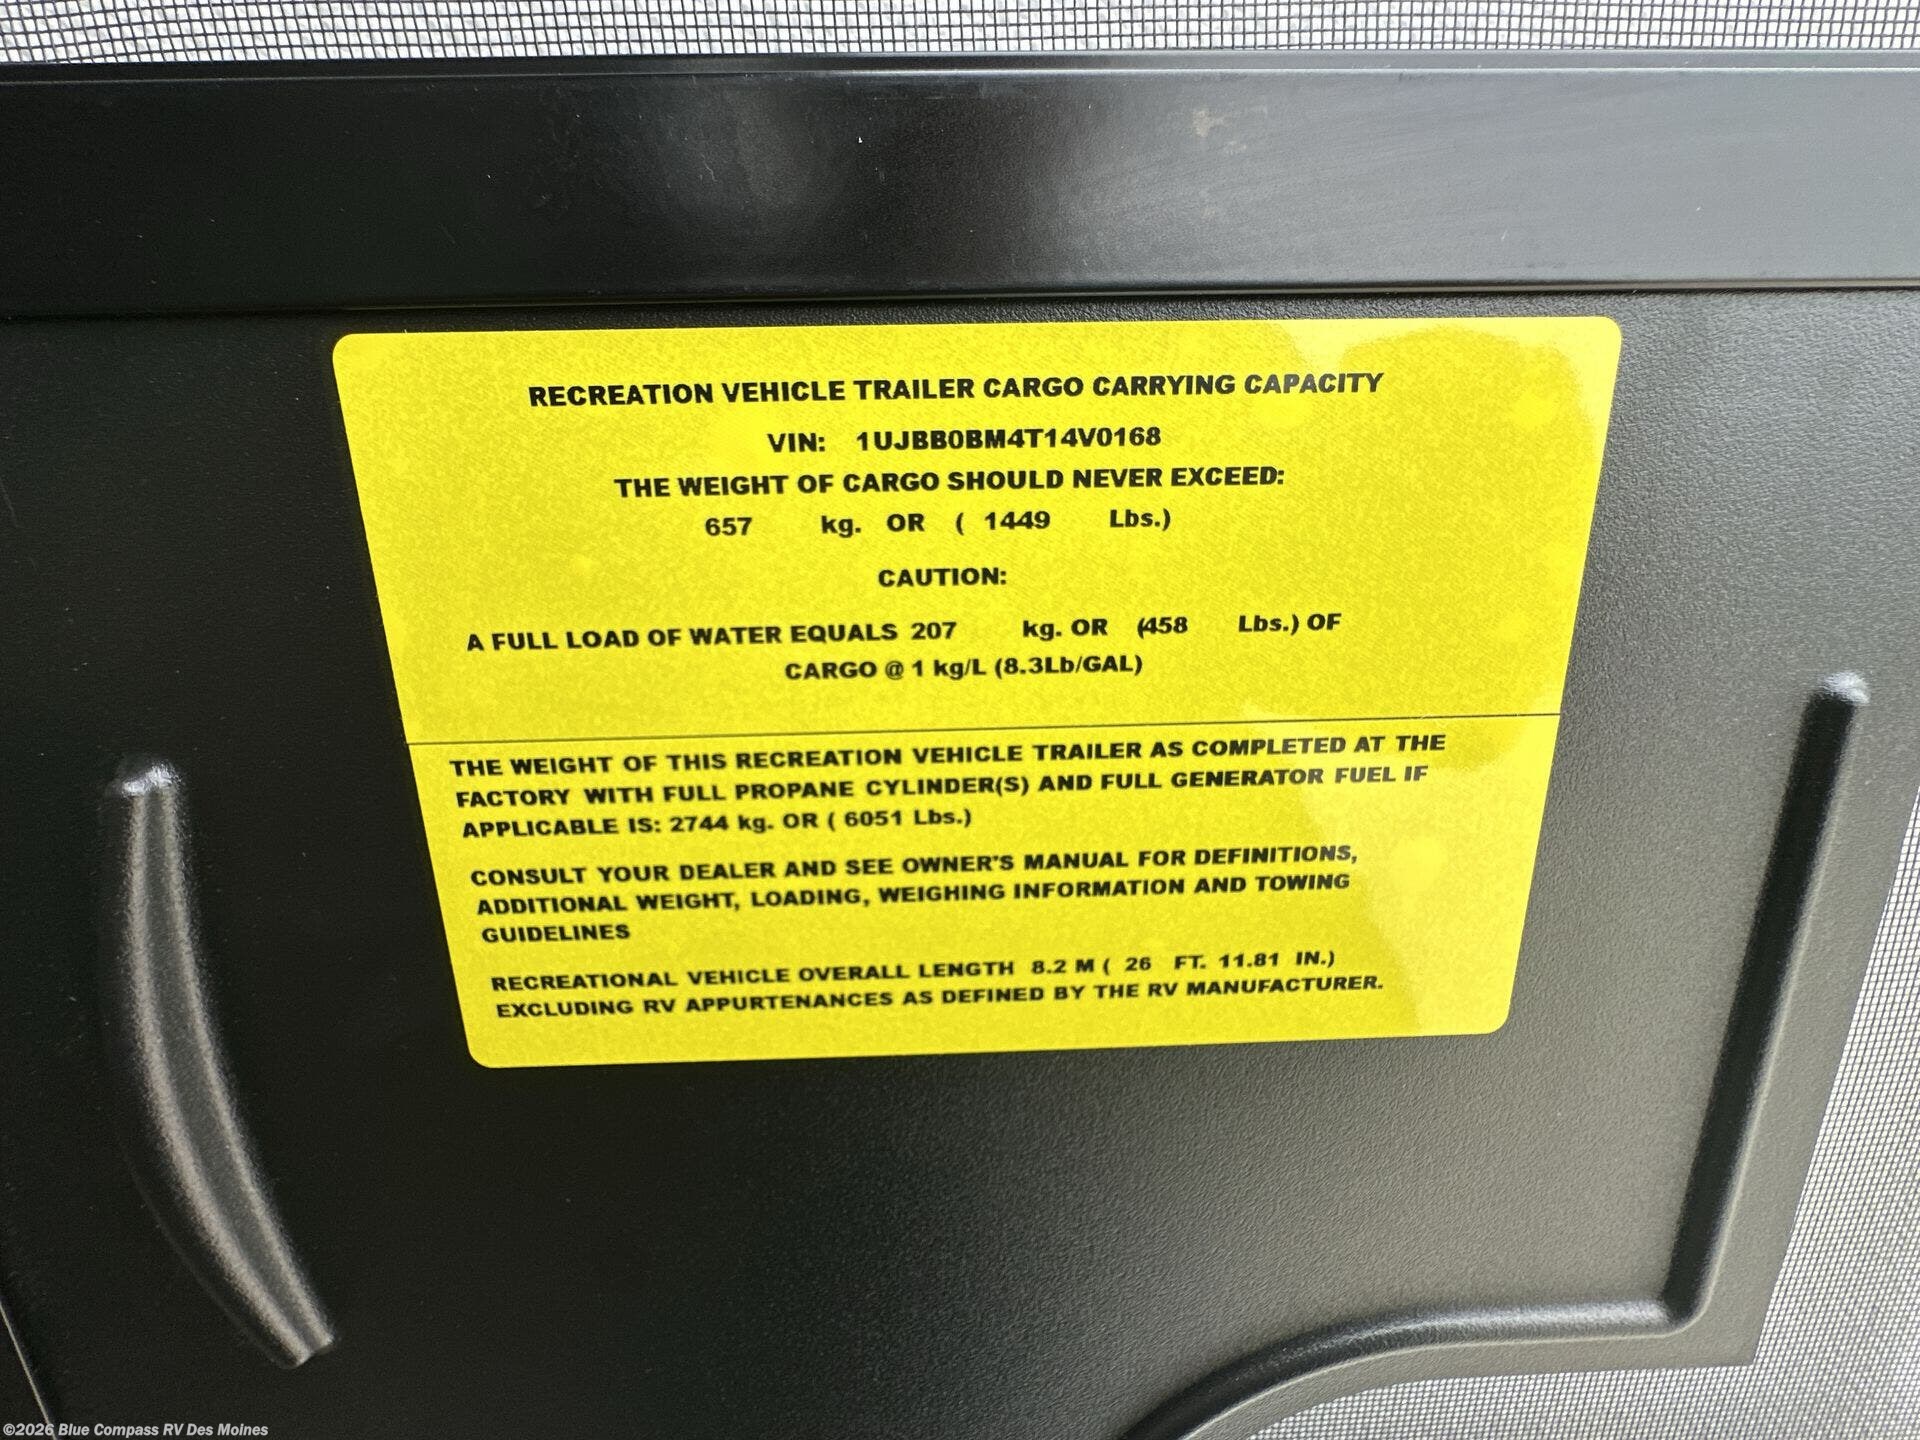 RECREATION VEHICLE TRAILER CARGO CARRYING CAPACITY
VIN: 1UJBB0BM4T14V0168
THE WEIGHT OF CARGO SHOULD NEVER EXCEED:
657 kg. OR ( 1449 Lbs.)
CAUTION:
A FULL LOAD OF WATER EQUALS 207 kg. OR (458 Lbs.) OF
CARGO @ 1 kg/L (8.3Lb/GAL)
THE WEIGHT OF THIS RECREATION VEHICLE TRAILER AS COMPLETED AT THE
FACTORY WITH FULL PROPANE CYLINDER(S) AND FULL GENERATOR FUEL IF
APPLICABLE IS: 2744 kg. OR ( 6051 Lbs.)
CONSULT YOUR DEALER AND SEE OWNER'S MANUAL FOR DEFINITIONS,
ADDITIONAL WEIGHT, LOADING, WEIGHING INFORMATION AND TOWING
GUIDELINES
RECREATIONAL VEHICLE OVERALL LENGTH 8.2 M ( 26 FT. 11.81 IN.)
EXCLUDING RV APPURTENANCES AS DEFINED BY THE RV MANUFACTURER.
©2026 Blue Compass RV Des Moines